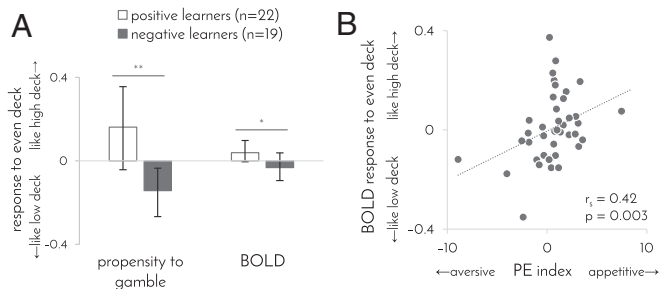 A
positive learners (n=22)
negative learners (n=19)
response to even deck
←like low deck like high deck→
0.4
0
-0.4
**
*
propensity to
gamble
BOLD
B
BOLD response to even deck
←like low deck like high deck→
0.4
0
-0.4
rs = 0.42
p = 0.003
-10
0
10
←aversive PE index appetitive→